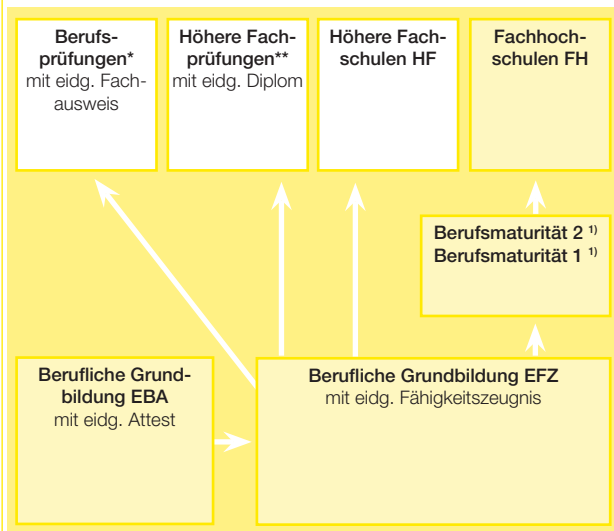 Berufs-
prüfungen*
mit eidg. Fach-
ausweis
Höhere Fach-
prüfungen**
mit eidg. Diplom
Höhere Fach-
schulen HF
Fachhoch-
schulen FH
Berufsmaturität 2 ¹⁾
Berufsmaturität 1 ¹⁾
Berufliche Grund-
bildung EBA
mit eidg. Attest
Berufliche Grundbildung EFZ
mit eidg. Fähigkeitszeugnis